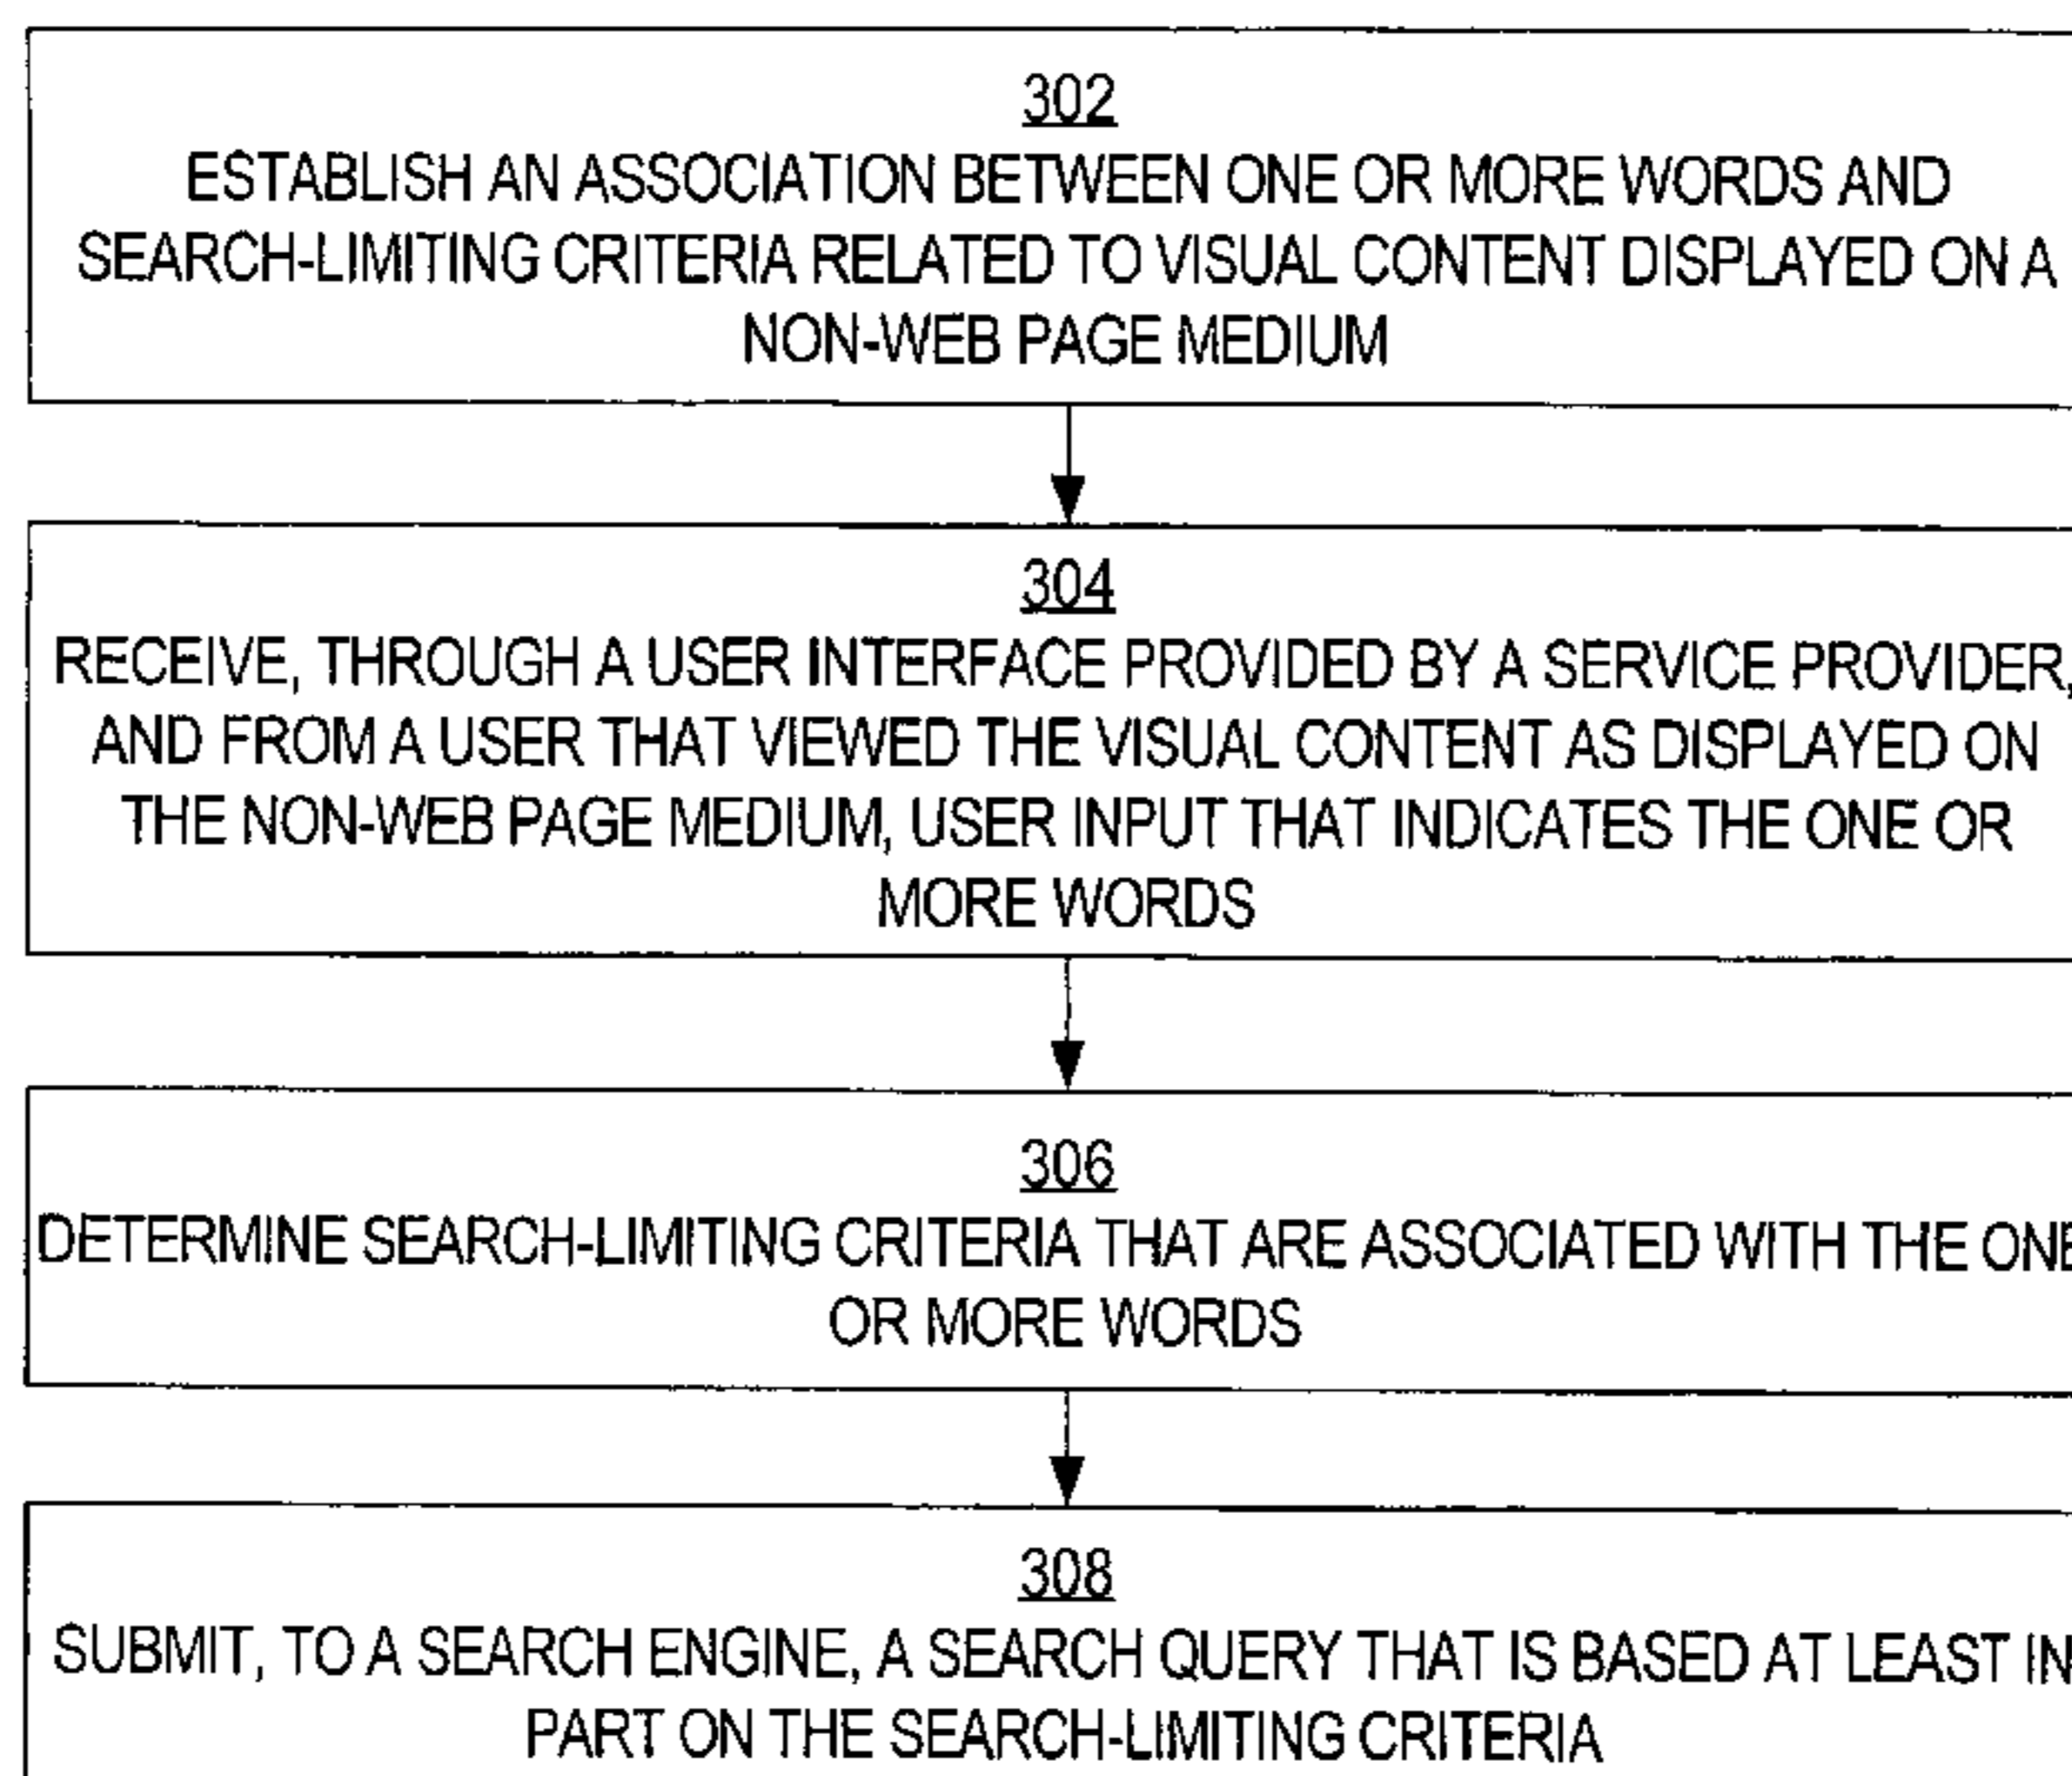 302
ESTABLISH AN ASSOCIATION BETWEEN ONE OR MORE WORDS AND
SEARCH-LIMITING CRITERIA RELATED TO VISUAL CONTENT DISPLAYED ON A
NON-WEB PAGE MEDIUM
304
RECEIVE, THROUGH A USER INTERFACE PROVIDED BY A SERVICE PROVIDER,
AND FROM A USER THAT VIEWED THE VISUAL CONTENT AS DISPLAYED ON
THE NON-WEB PAGE MEDIUM, USER INPUT THAT INDICATES THE ONE OR
MORE WORDS
306
DETERMINE SEARCH-LIMITING CRITERIA THAT ARE ASSOCIATED WITH THE ONE
OR MORE WORDS
308
SUBMIT, TO A SEARCH ENGINE, A SEARCH QUERY THAT IS BASED AT LEAST IN
PART ON THE SEARCH-LIMITING CRITERIA